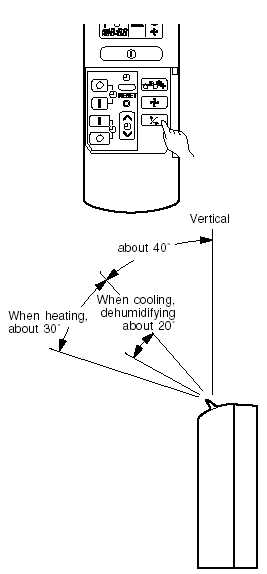 RESET
Vertical
about 40°
When heating,
about 30°
When cooling,
dehumidifying
about 20°